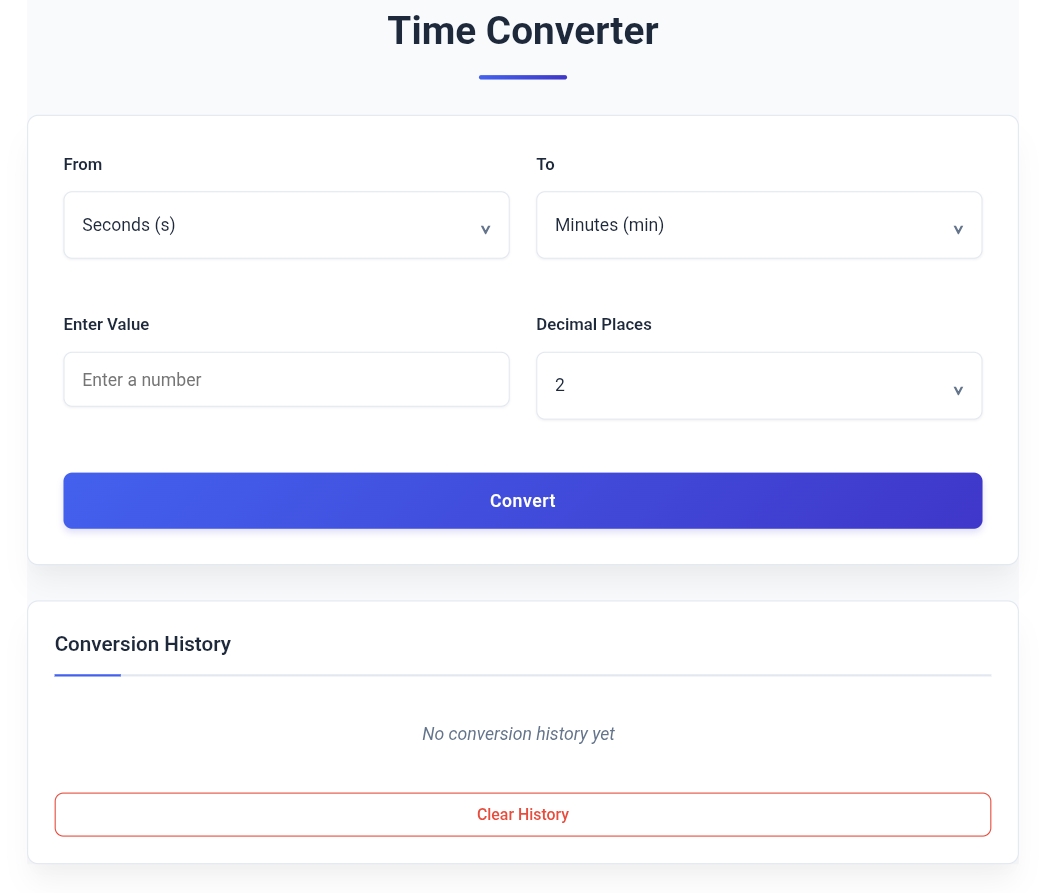 Time Converter
From
To
Seconds (s)
Minutes (min)
Enter Value
Decimal Places
Enter a number
2
Convert
Conversion History
No conversion history yet
Clear History